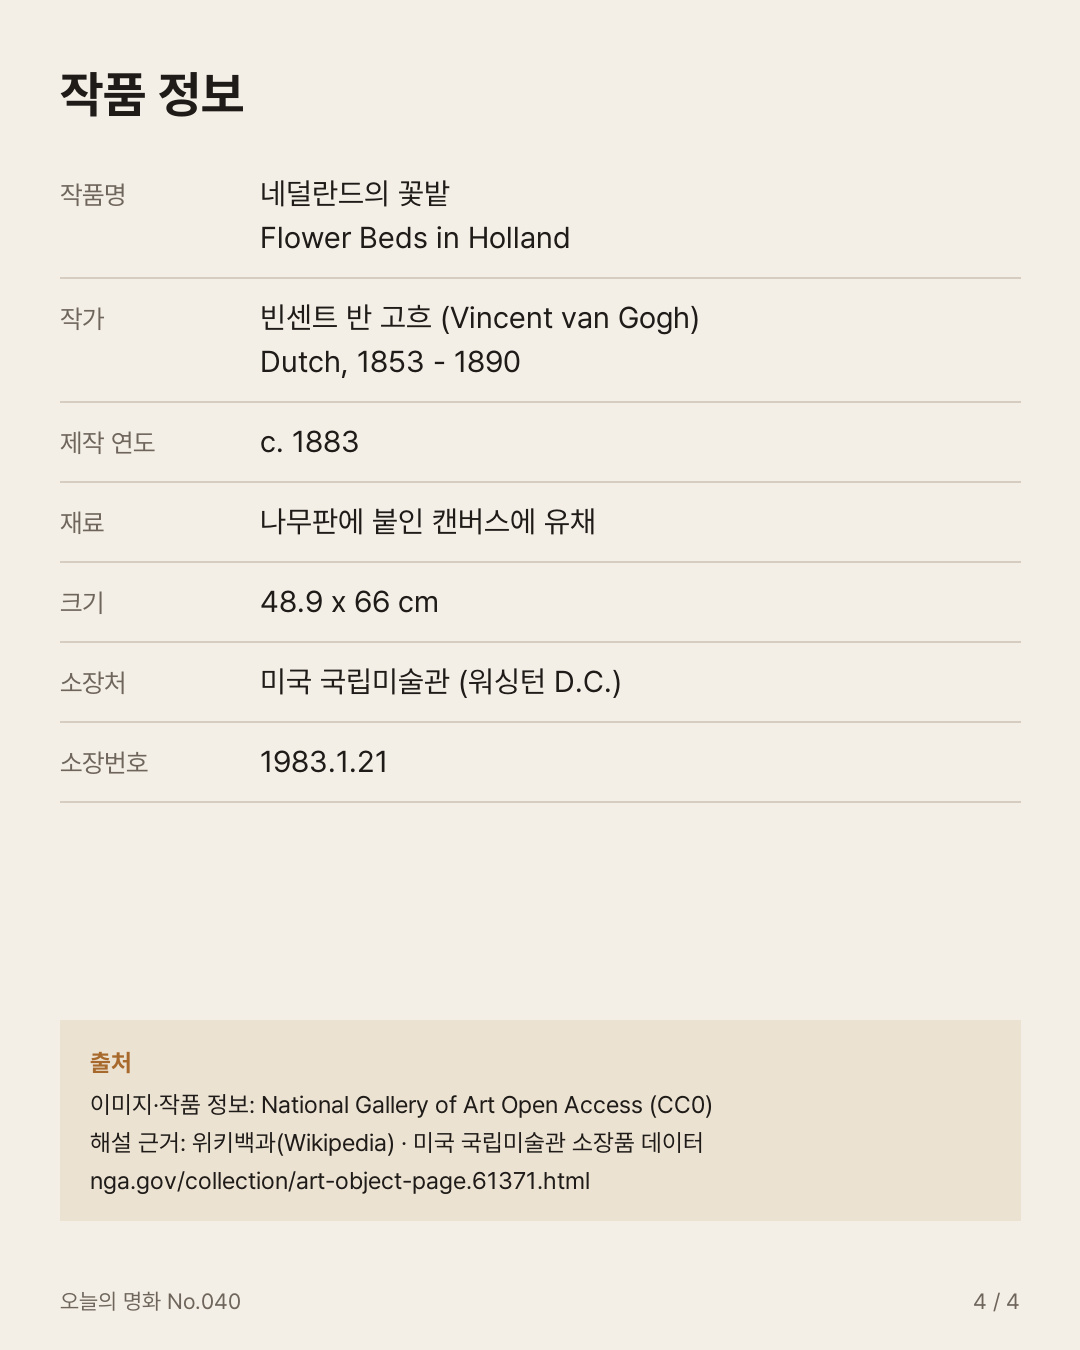 작품 정보
작품명
네덜란드의 꽃밭
Flower Beds in Holland
작가
빈센트 반 고흐 (Vincent van Gogh)
Dutch, 1853 - 1890
제작 연도
c. 1883
재료
나무판에 붙인 캔버스에 유채
크기
48.9 x 66 cm
소장처
미국 국립미술관 (워싱턴 D.C.)
소장번호
1983.1.21
출처
이미지·작품 정보: National Gallery of Art Open Access (CC0)
해설 근거: 위키백과(Wikipedia) · 미국 국립미술관 소장품 데이터
nga.gov/collection/art-object-page.61371.html
오늘의 명화 No.040
4 / 4